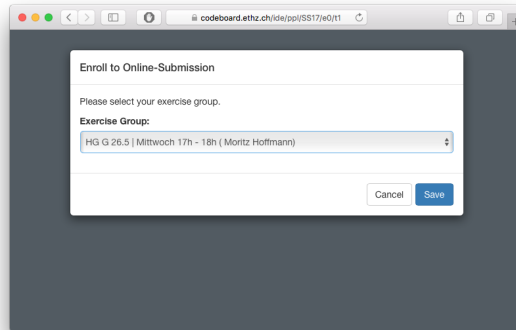 codeboard.ethz.ch/ide/ppl/SS17/e0/t1
Enroll to Online-Submission
Please select your exercise group.
Exercise Group:
HG G 26.5 | Mittwoch 17h - 18h ( Moritz Hoffmann)
Cancel Save